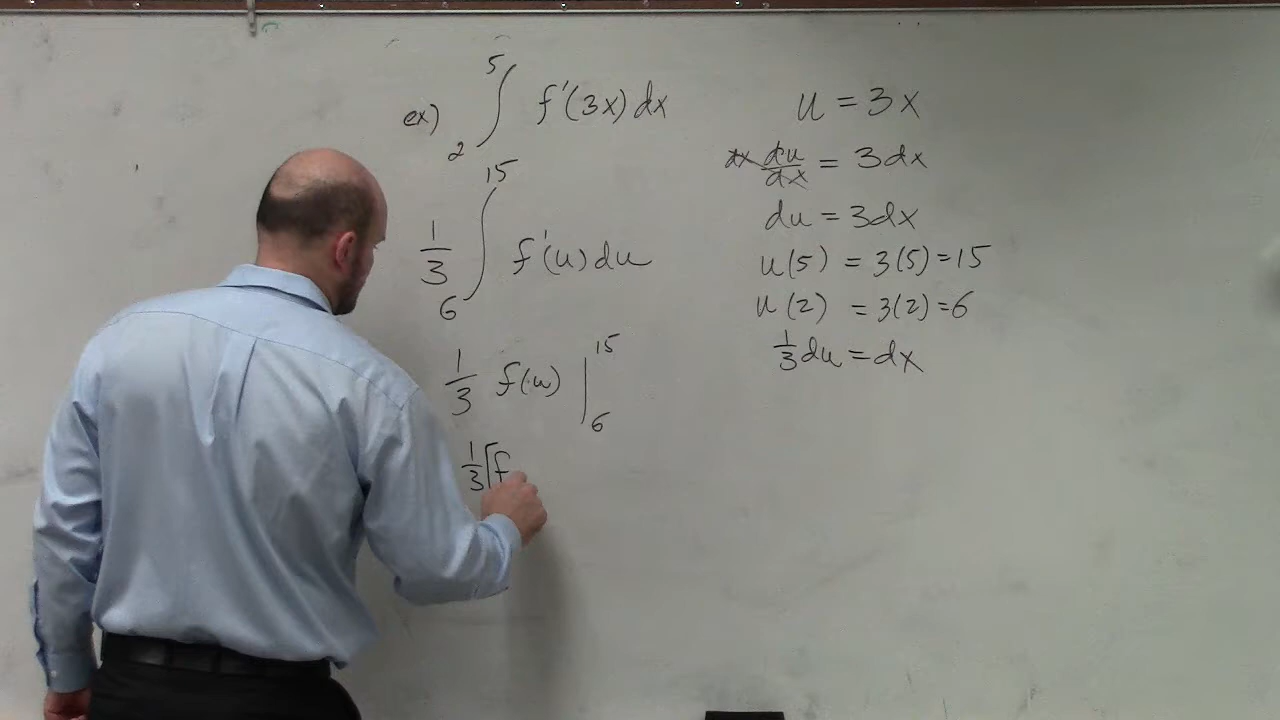 ex) ∫₂⁵ f'(3x) dx
1/3 ∫₆¹⁵ f'(u) du
1/3 f(u) |₆¹⁵
1/3 [f
u = 3x
dx du/dx = 3dx
du = 3dx
u(5) = 3(5) = 15
u(2) = 3(2) = 6
1/3 du = dx